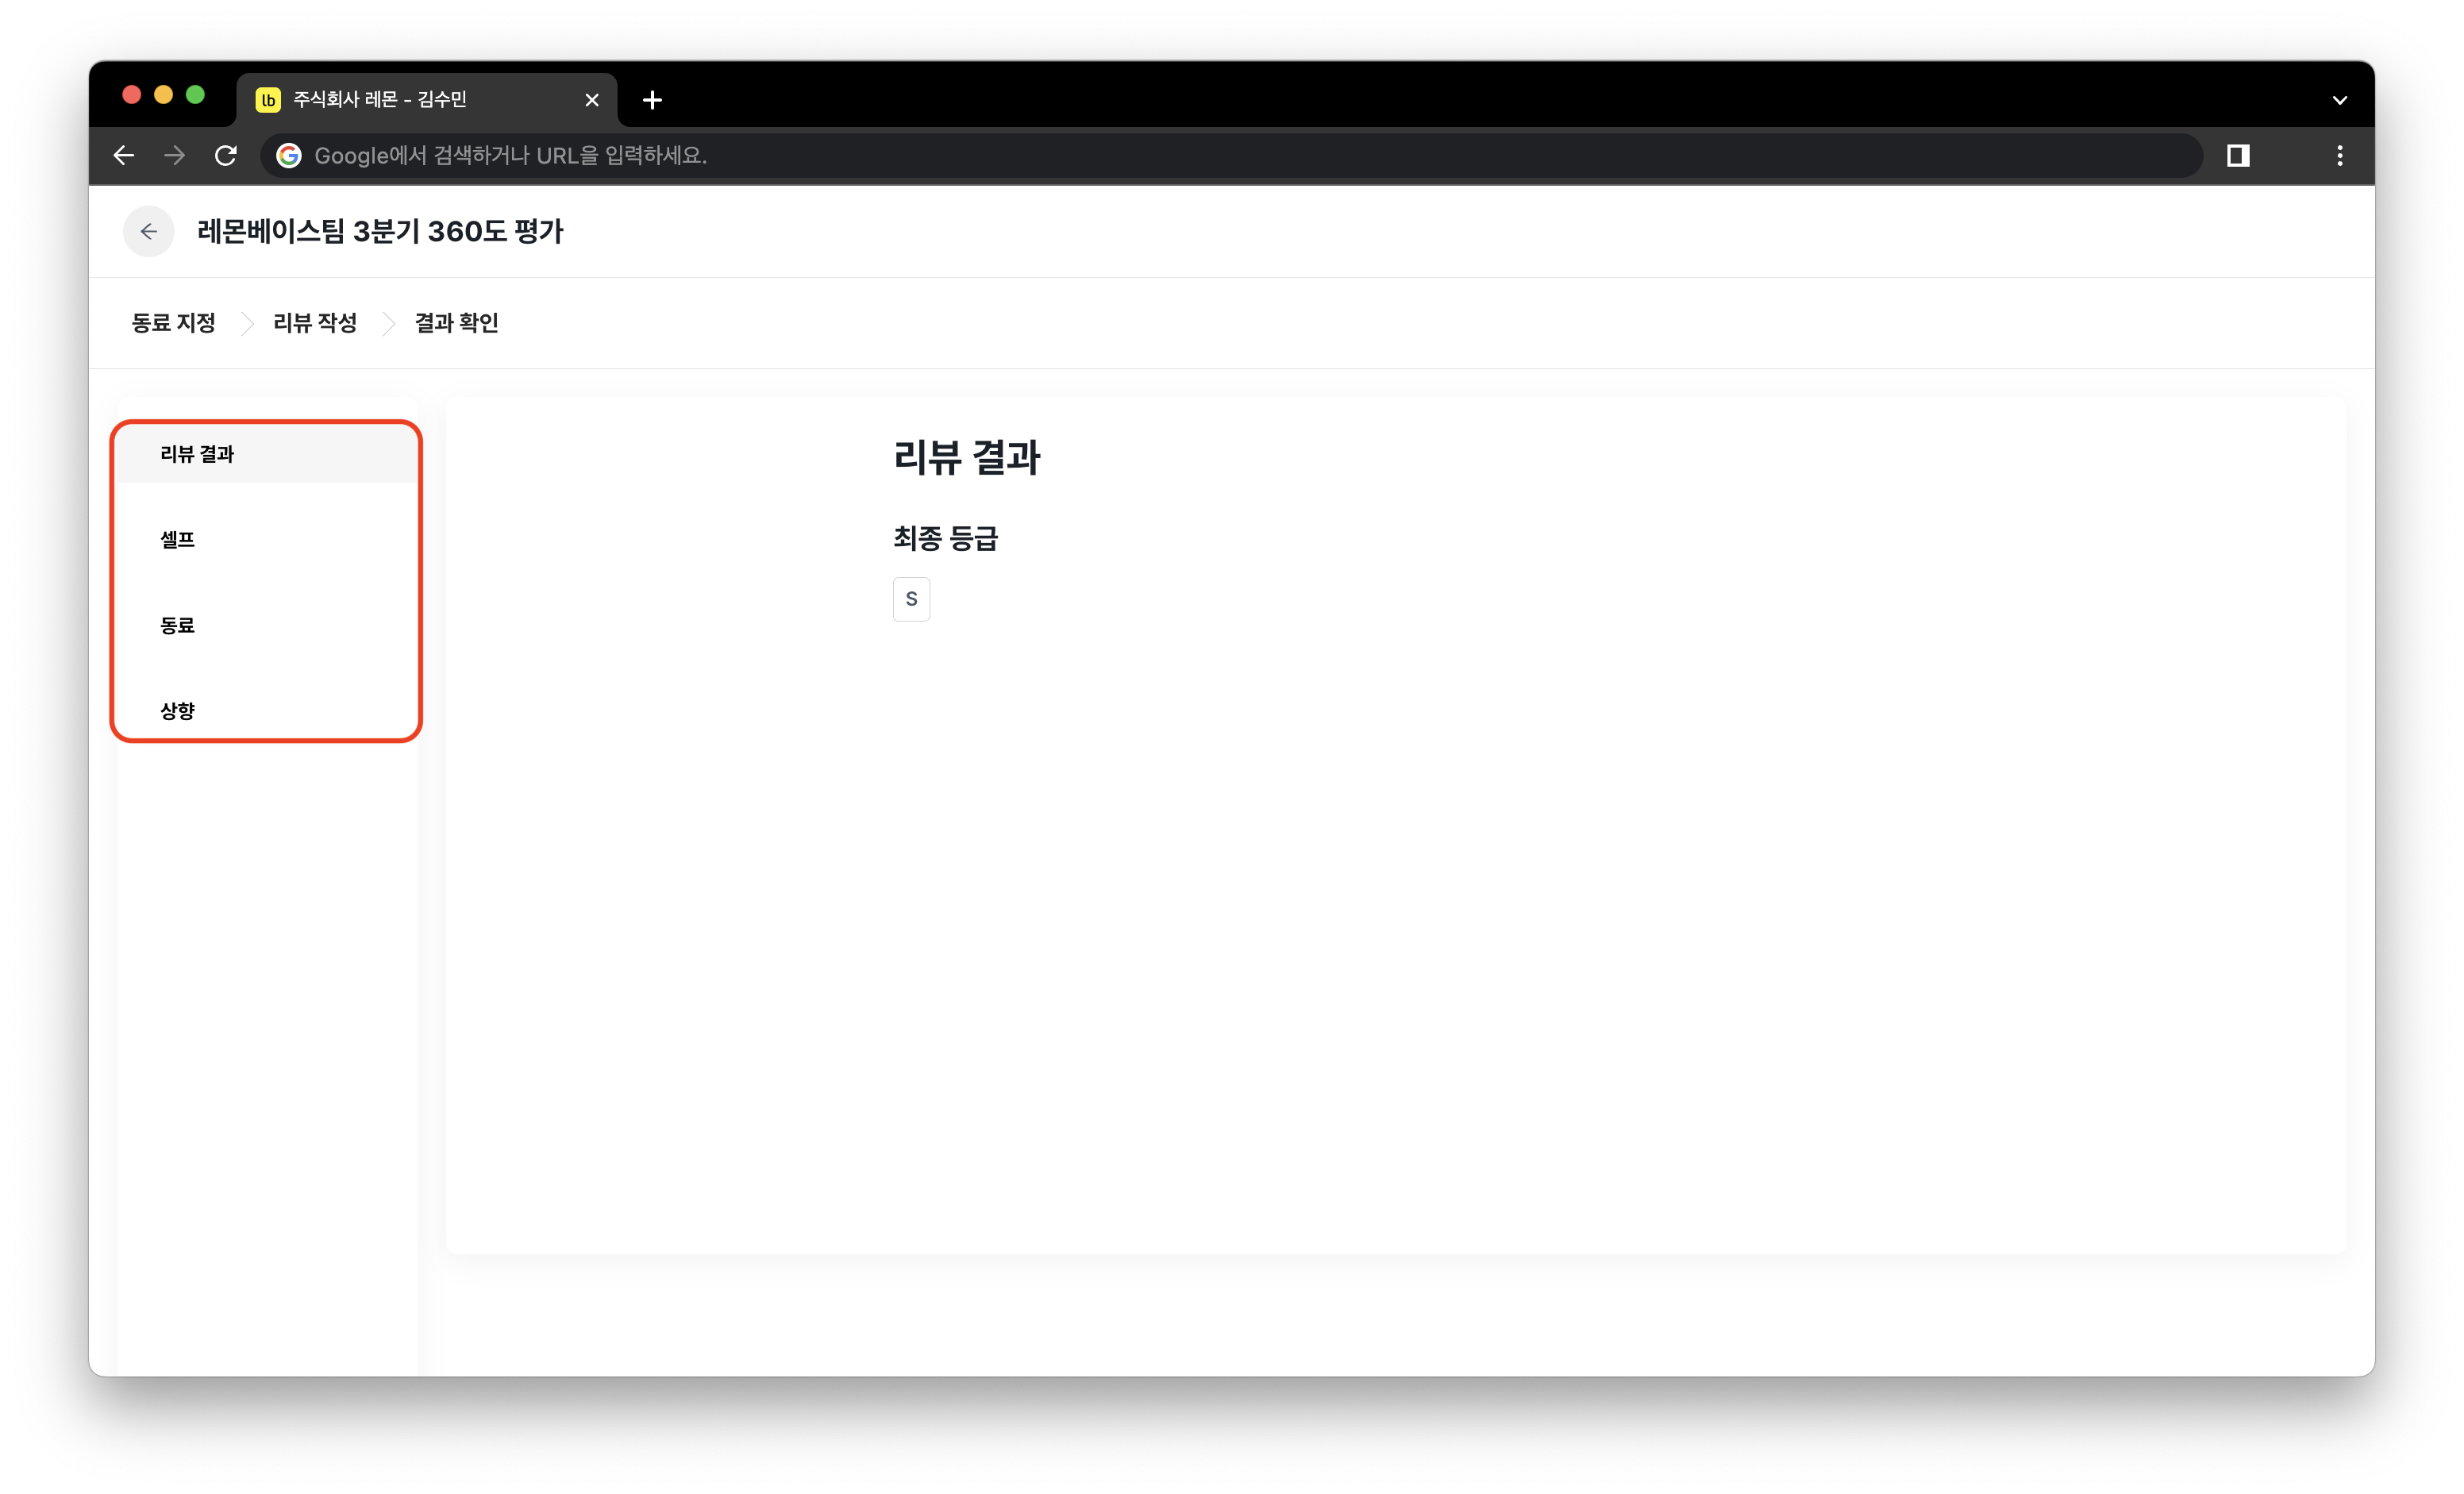 lb 주식회사 레몬 - 김수민
Google에서 검색하거나 URL을 입력하세요.
레몬베이스팀 3분기 360도 평가
동료 지정 리뷰 작성 결과 확인
리뷰 결과
셀프
동료
상향
리뷰 결과
최종 등급
S